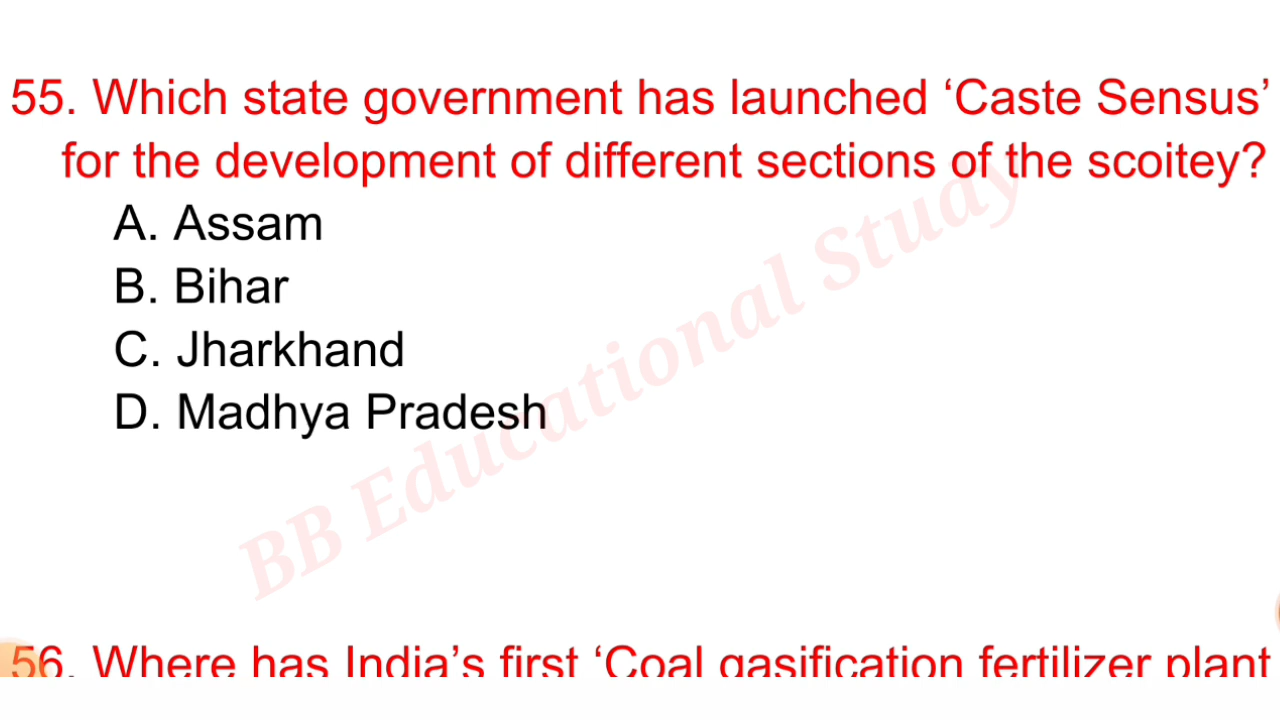 55. Which state government has launched ‘Caste Sensus’
for the development of different sections of the scoitey?
A. Assam
B. Bihar
C. Jharkhand
D. Madhya Pradesh
BB Educational Study
56. Where has India’s first ‘Coal gasification fertilizer plant